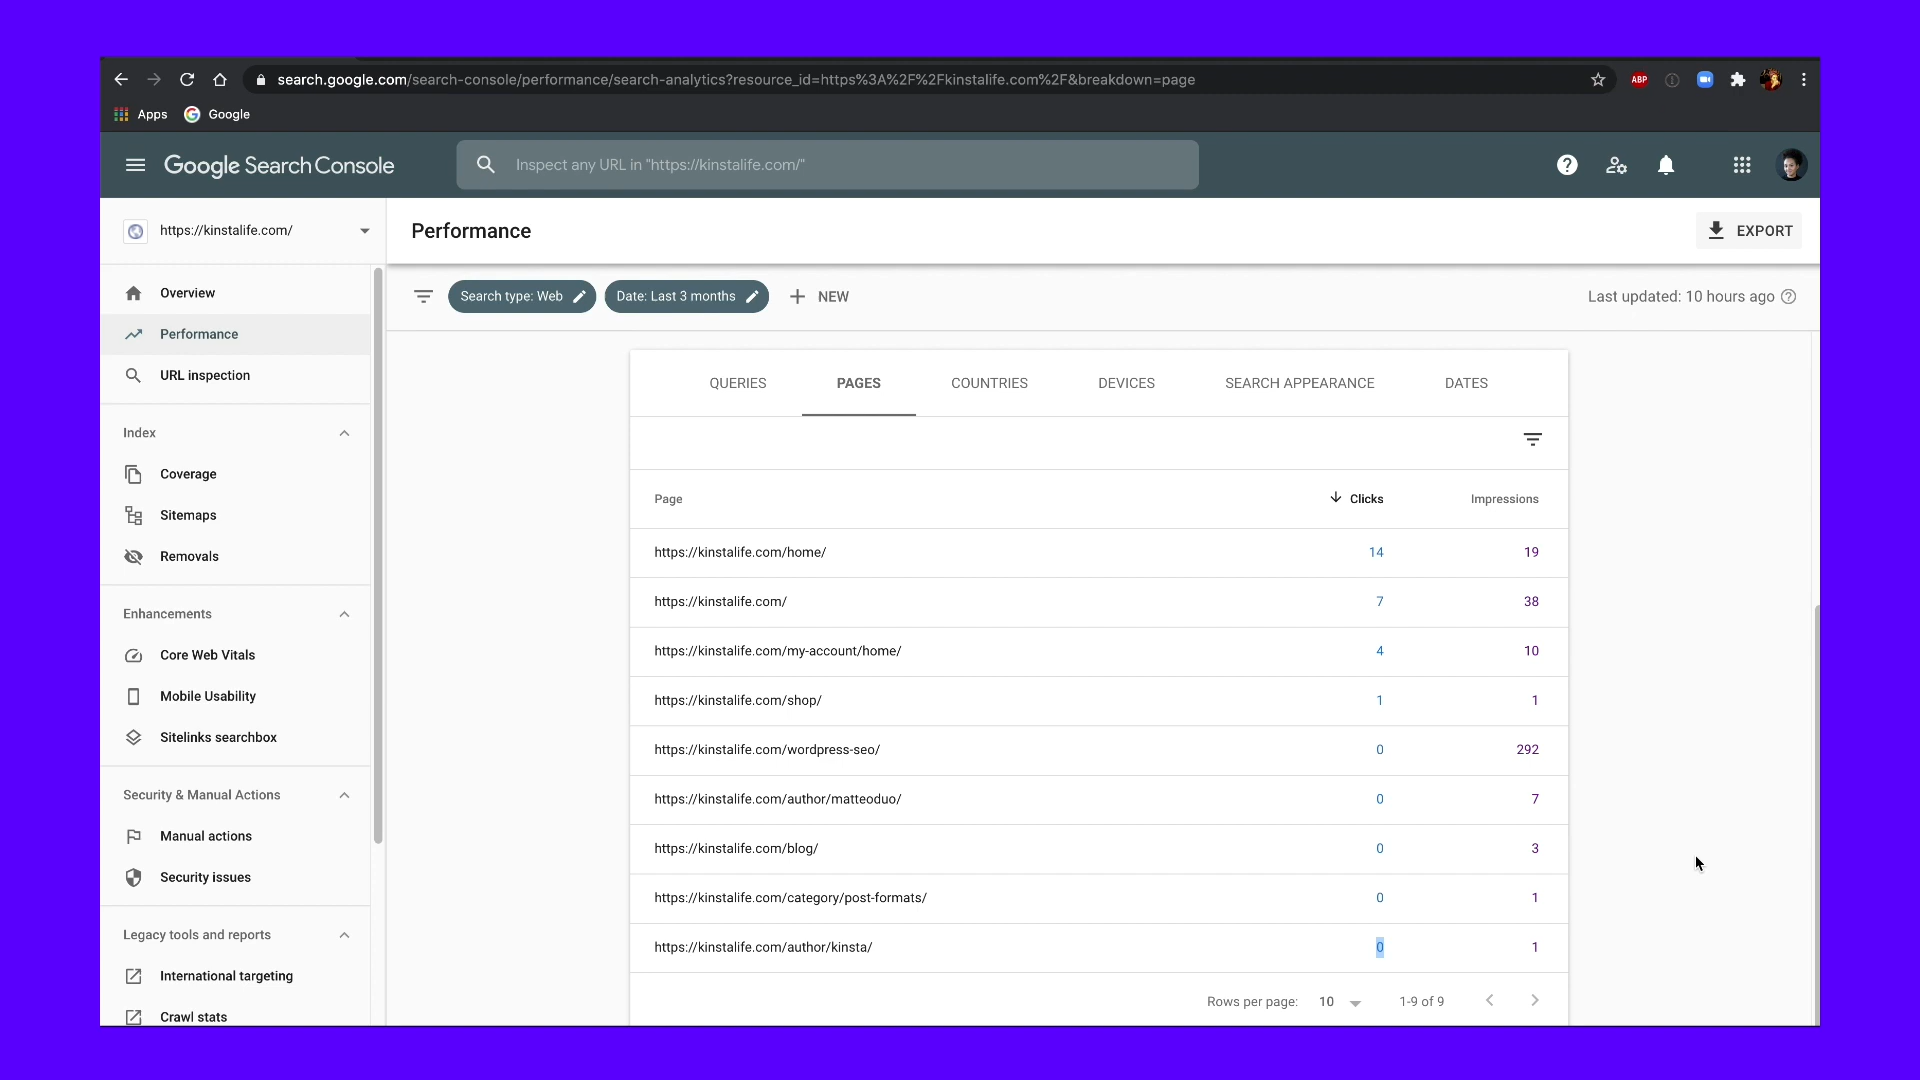 search.google.com/search-console/performance/search-analytics?resource_id=https%3A%2F%2Fkinstalife.com%2F&breakdown=page
ABP
Apps
Google
Google Search Console
Inspect any URL in "https://kinstalife.com/"
https://kinstalife.com/
Performance
EXPORT
Overview
Performance
URL inspection
Index
Coverage
Sitemaps
Removals
Enhancements
Core Web Vitals
Mobile Usability
Sitelinks searchbox
Security & Manual Actions
Manual actions
Security issues
Legacy tools and reports
International targeting
Crawl stats
Search type: Web
Date: Last 3 months
NEW
Last updated: 10 hours ago
QUERIES PAGES COUNTRIES DEVICES SEARCH APPEARANCE DATES
Page Clicks Impressions
https://kinstalife.com/home/ 14 19
https://kinstalife.com/ 7 38
https://kinstalife.com/my-account/home/ 4 10
https://kinstalife.com/shop/ 1 1
https://kinstalife.com/wordpress-seo/ 0 292
https://kinstalife.com/author/matteoduo/ 0 7
https://kinstalife.com/blog/ 0 3
https://kinstalife.com/category/post-formats/ 0 1
https://kinstalife.com/author/kinsta/ 0 1
Rows per page: 10 1-9 of 9